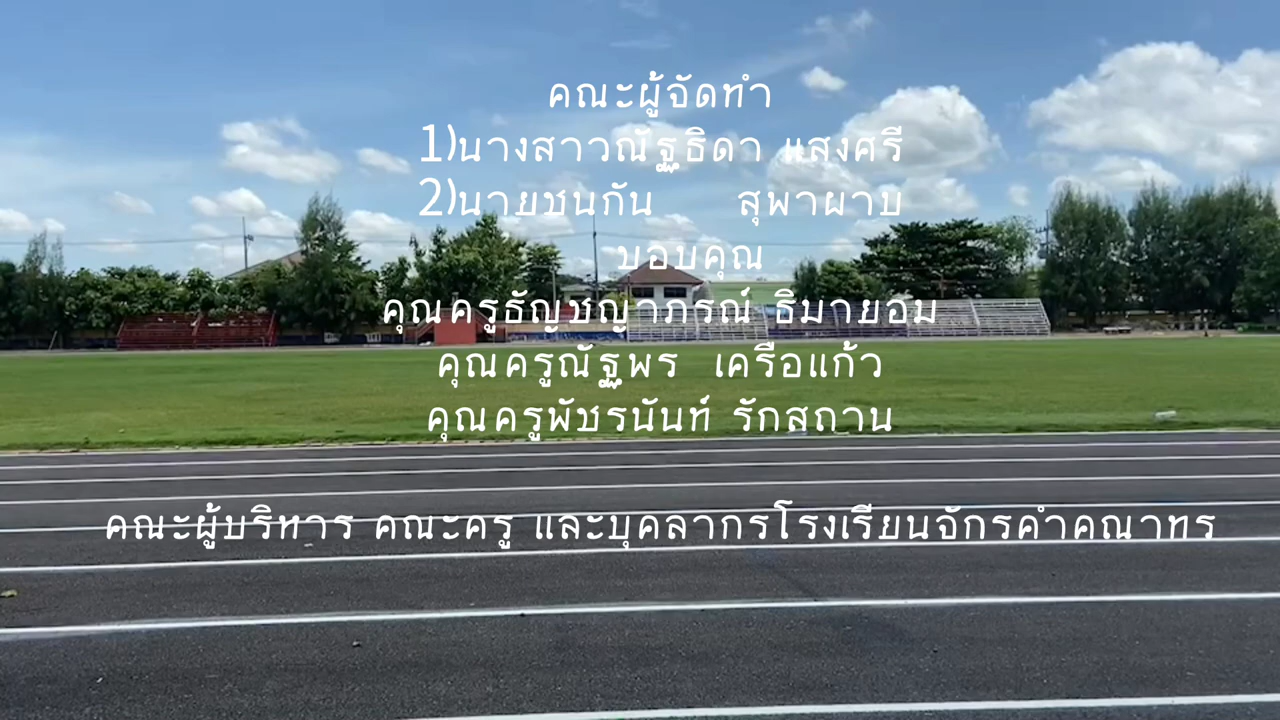 คณะผู้จัดทำ
1)นางสาวณัฐธิดา แสงศรี
2)นายชนกัน สุพาผาบ
ขอบคุณ
คุณครูธัญชญาภรณ์ ธิมายอม
คุณครูณัฐพร เครือแก้ว
คุณครูพัชรนันท์ รักสถาน
คณะผู้บริหาร คณะครู และบุคลากรโรงเรียนจักรคำคณาทร